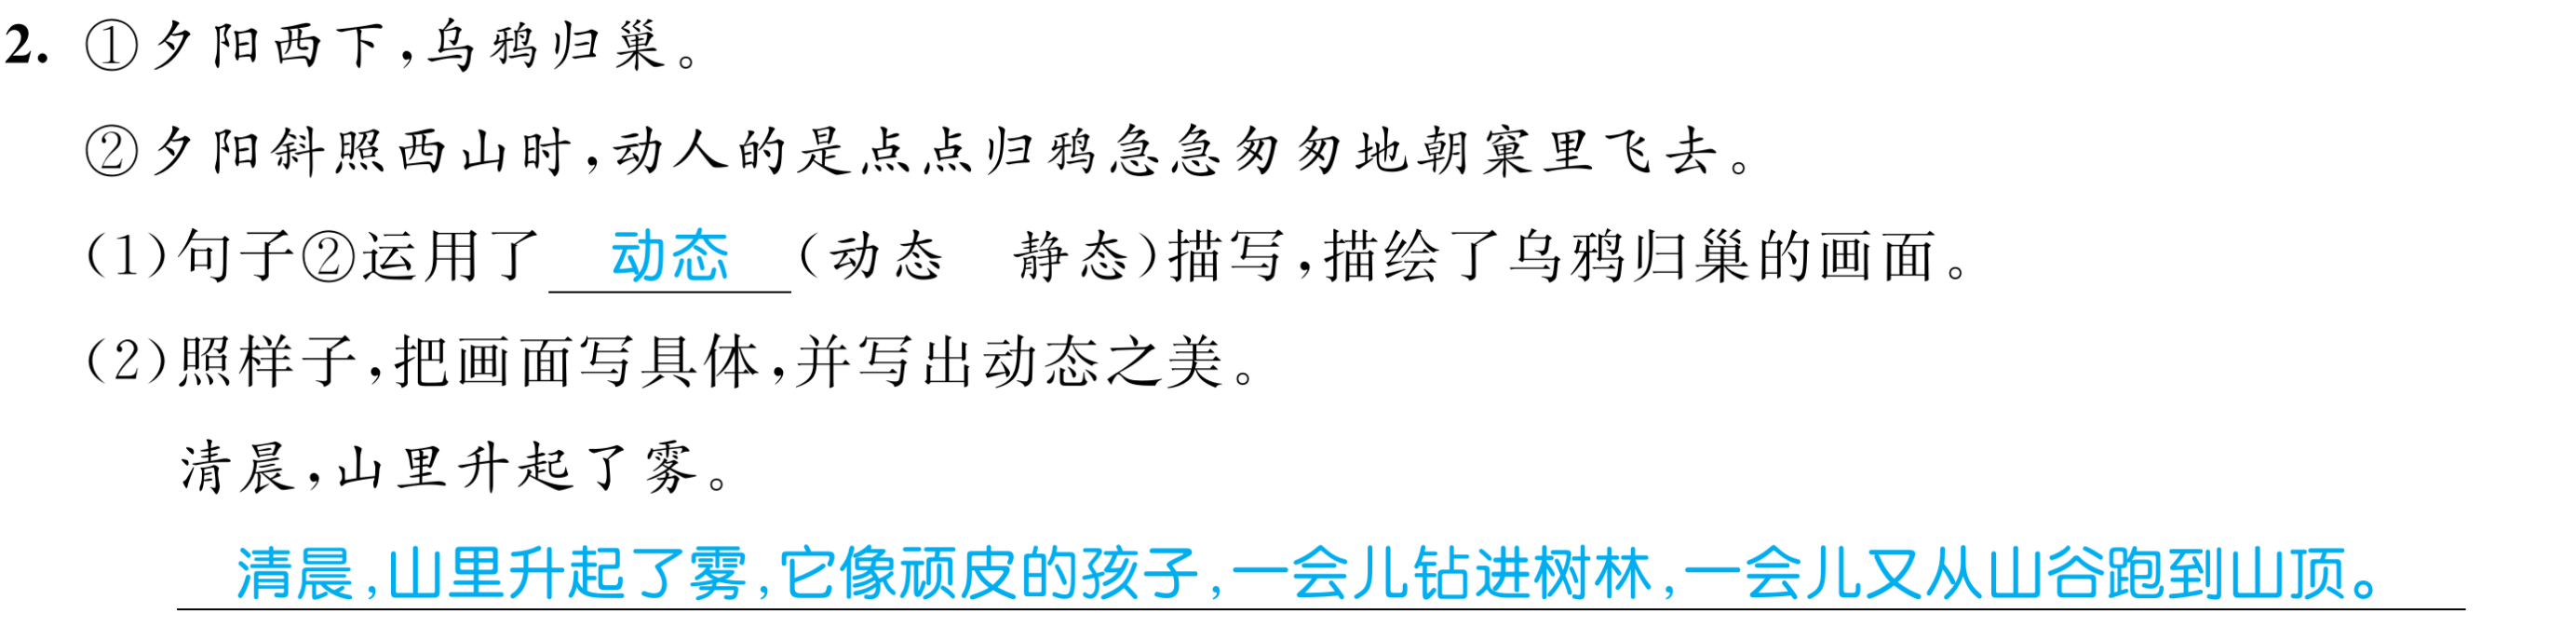 2. ①夕阳西下,乌鸦归巢。
②夕阳斜照西山时,动人的是点点归鸦急急匆匆地朝窠里飞去。
(1)句子②运用了 动态 (动态 静态)描写,描绘了乌鸦归巢的画面。
(2)照样子,把画面写具体,并写出动态之美。
清晨,山里升起了雾。
清晨,山里升起了雾,它像顽皮的孩子,一会儿钻进树林,一会儿又从山谷跑到山顶。